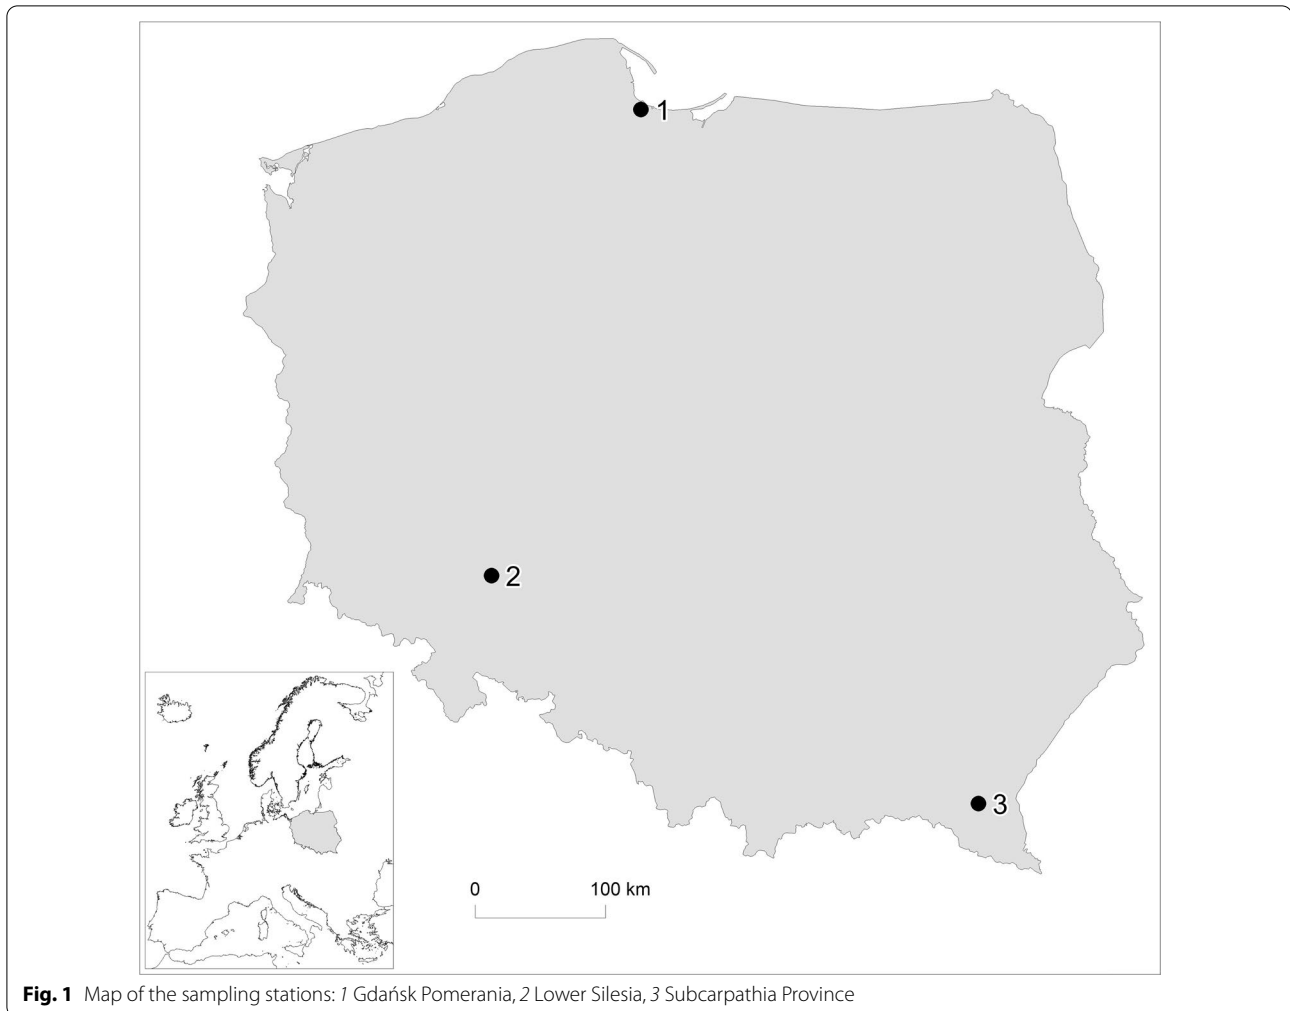 1
2
3
0 100 km
Fig. 1 Map of the sampling stations: 1 Gdańsk Pomerania, 2 Lower Silesia, 3 Subcarpathia Province